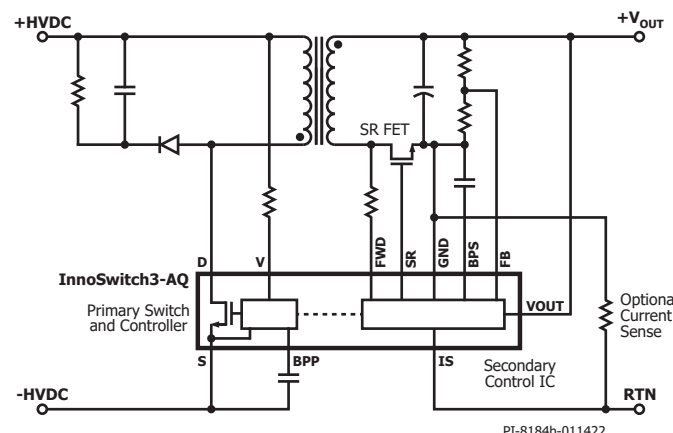 +HVDC
+VOUT
SR FET
D
V
FWD
SR
GND
BPS
FB
InnoSwitch3-AQ
Primary Switch
and Controller
VOUT
Optional
Current
Sense
S
BPP
IS
Secondary
Control IC
-HVDC
RTN
PI-8184h-011422